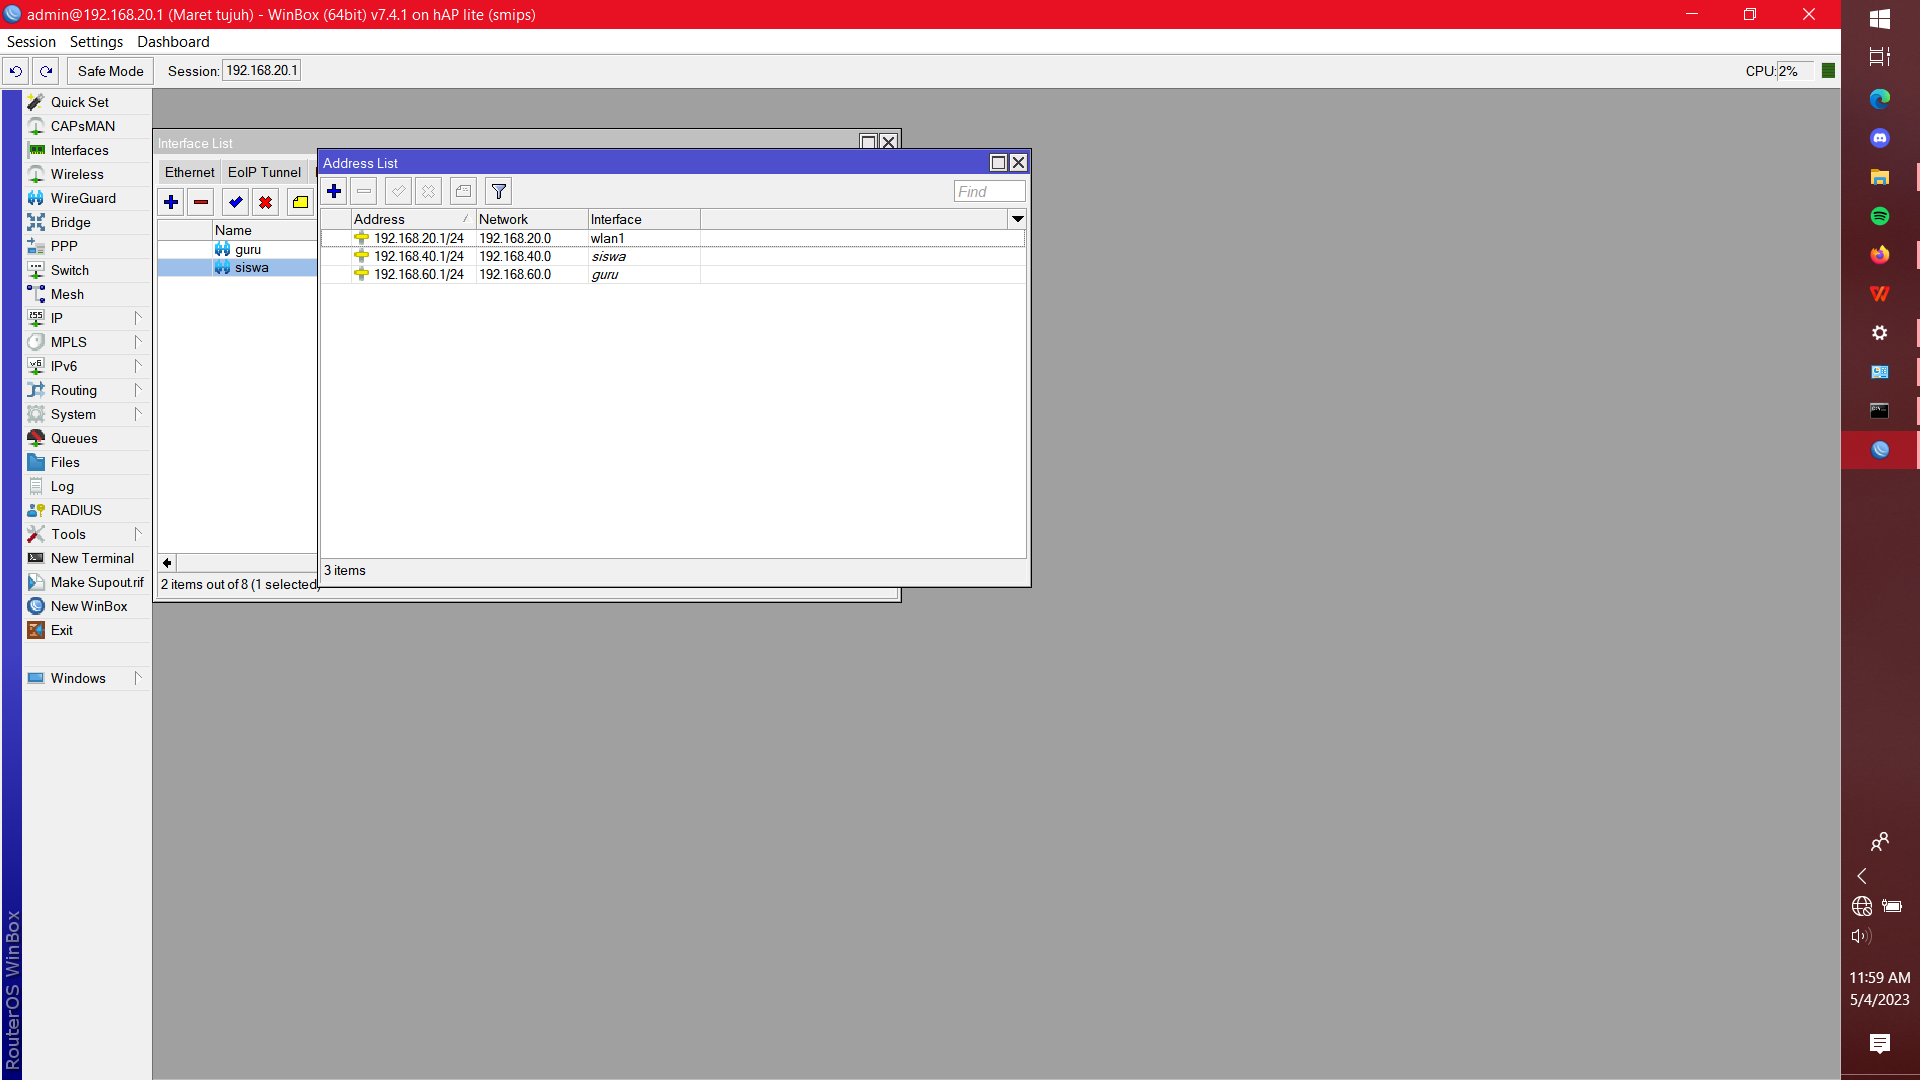 admin@192.168.20.1 (Maret tujuh) - WinBox (64bit) v7.4.1 on hAP lite (smips)
Session Settings Dashboard
Safe Mode Session: 192.168.20.1 CPU: 2%
Quick Set
CAPsMAN
Interfaces
Wireless
WireGuard
Bridge
PPP
Switch
Mesh
IP
MPLS
IPv6
Routing
System
Queues
Files
Log
RADIUS
Tools
New Terminal
Make Supout.rif
New WinBox
Exit
Windows
RouterOS WinBox
Interface List
Ethernet EoIP Tunnel
Name
guru
siswa
2 items out of 8 (1 selected)
Address List
Find
Address Network Interface
192.168.20.1/24 192.168.20.0 wlan1
192.168.40.1/24 192.168.40.0 siswa
192.168.60.1/24 192.168.60.0 guru
3 items
11:59 AM
5/4/2023